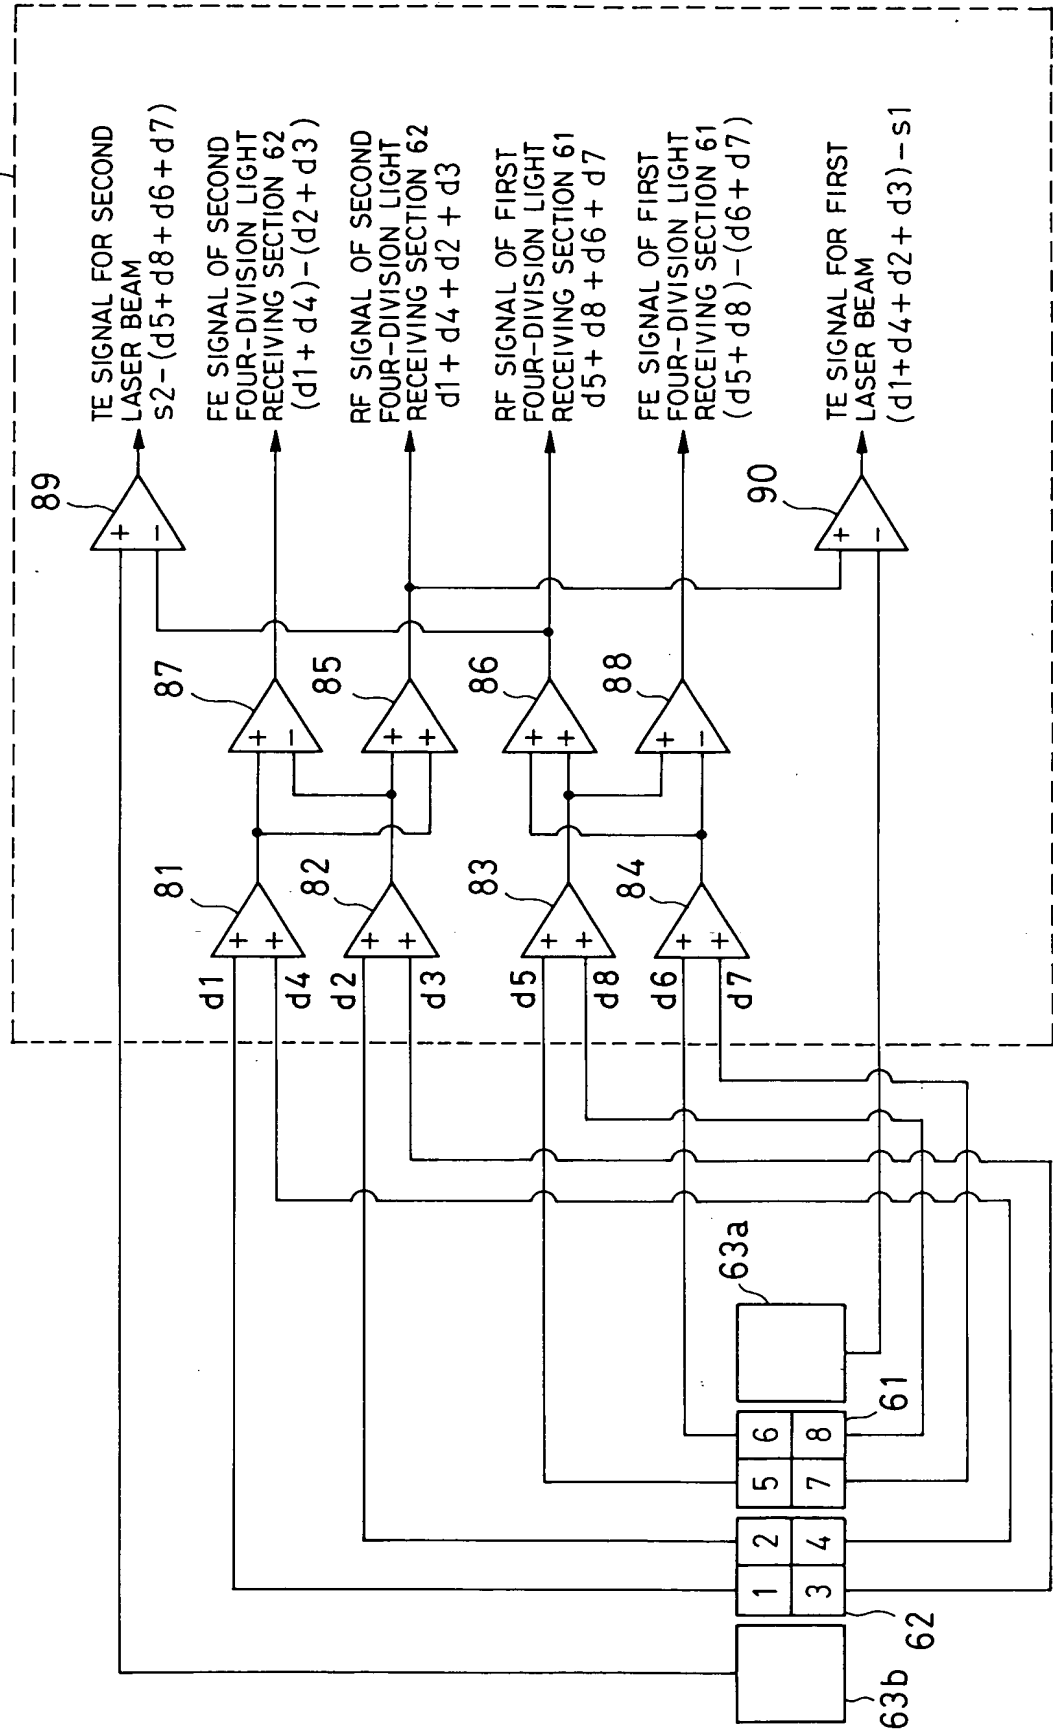 TE SIGNAL FOR SECOND
LASER BEAM
s2-(d5+d8+d6+d7)
FE SIGNAL OF SECOND
FOUR-DIVISION LIGHT
RECEIVING SECTION 62
(d1+d4)-(d2+d3)
RF SIGNAL OF SECOND
FOUR-DIVISION LIGHT
RECEIVING SECTION 62
d1+d4+d2+d3
RF SIGNAL OF FIRST
FOUR-DIVISION LIGHT
RECEIVING SECTION 61
d5+d8+d6+d7
FE SIGNAL OF FIRST
FOUR-DIVISION LIGHT
RECEIVING SECTION 61
(d5+d8)-(d6+d7)
TE SIGNAL FOR FIRST
LASER BEAM
(d1+d4+d2+d3)-s1
89
+
-
90
+
-
87
+
-
85
+
+
86
+
+
88
+
-
81
+
+
82
+
+
83
+
+
84
+
+
d1
d4
d2
d3
d5
d8
d6
d7
63a
6
8
5
7
61
2
4
1
3
62
63b